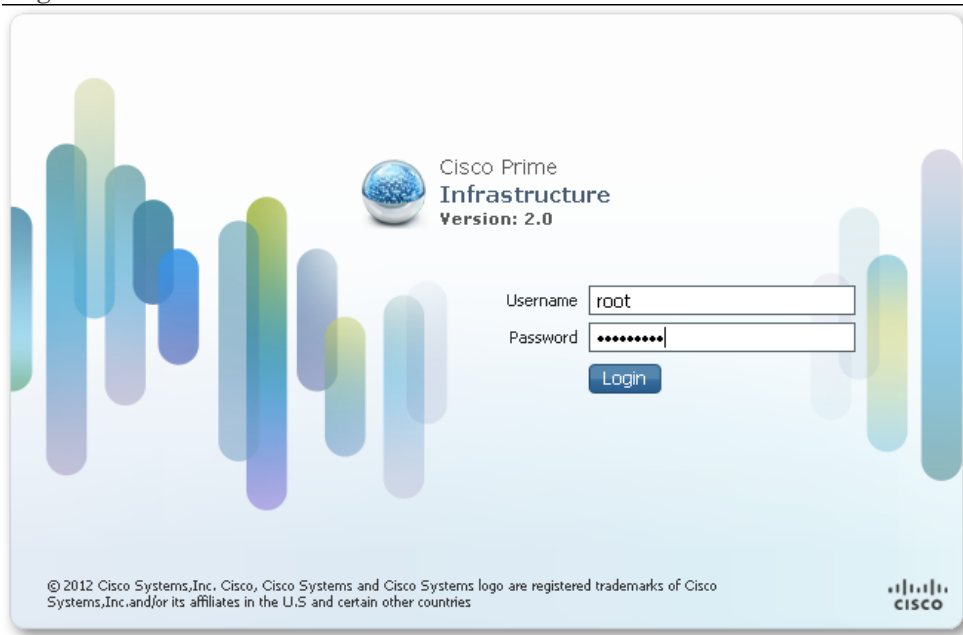 Cisco Prime
Infrastructure
Version: 2.0
Username root
Password •••••••••
Login
© 2012 Cisco Systems,Inc. Cisco, Cisco Systems and Cisco Systems logo are registered trademarks of Cisco
Systems,Inc.and/or its affiliates in the U.S and certain other countries
CISCO